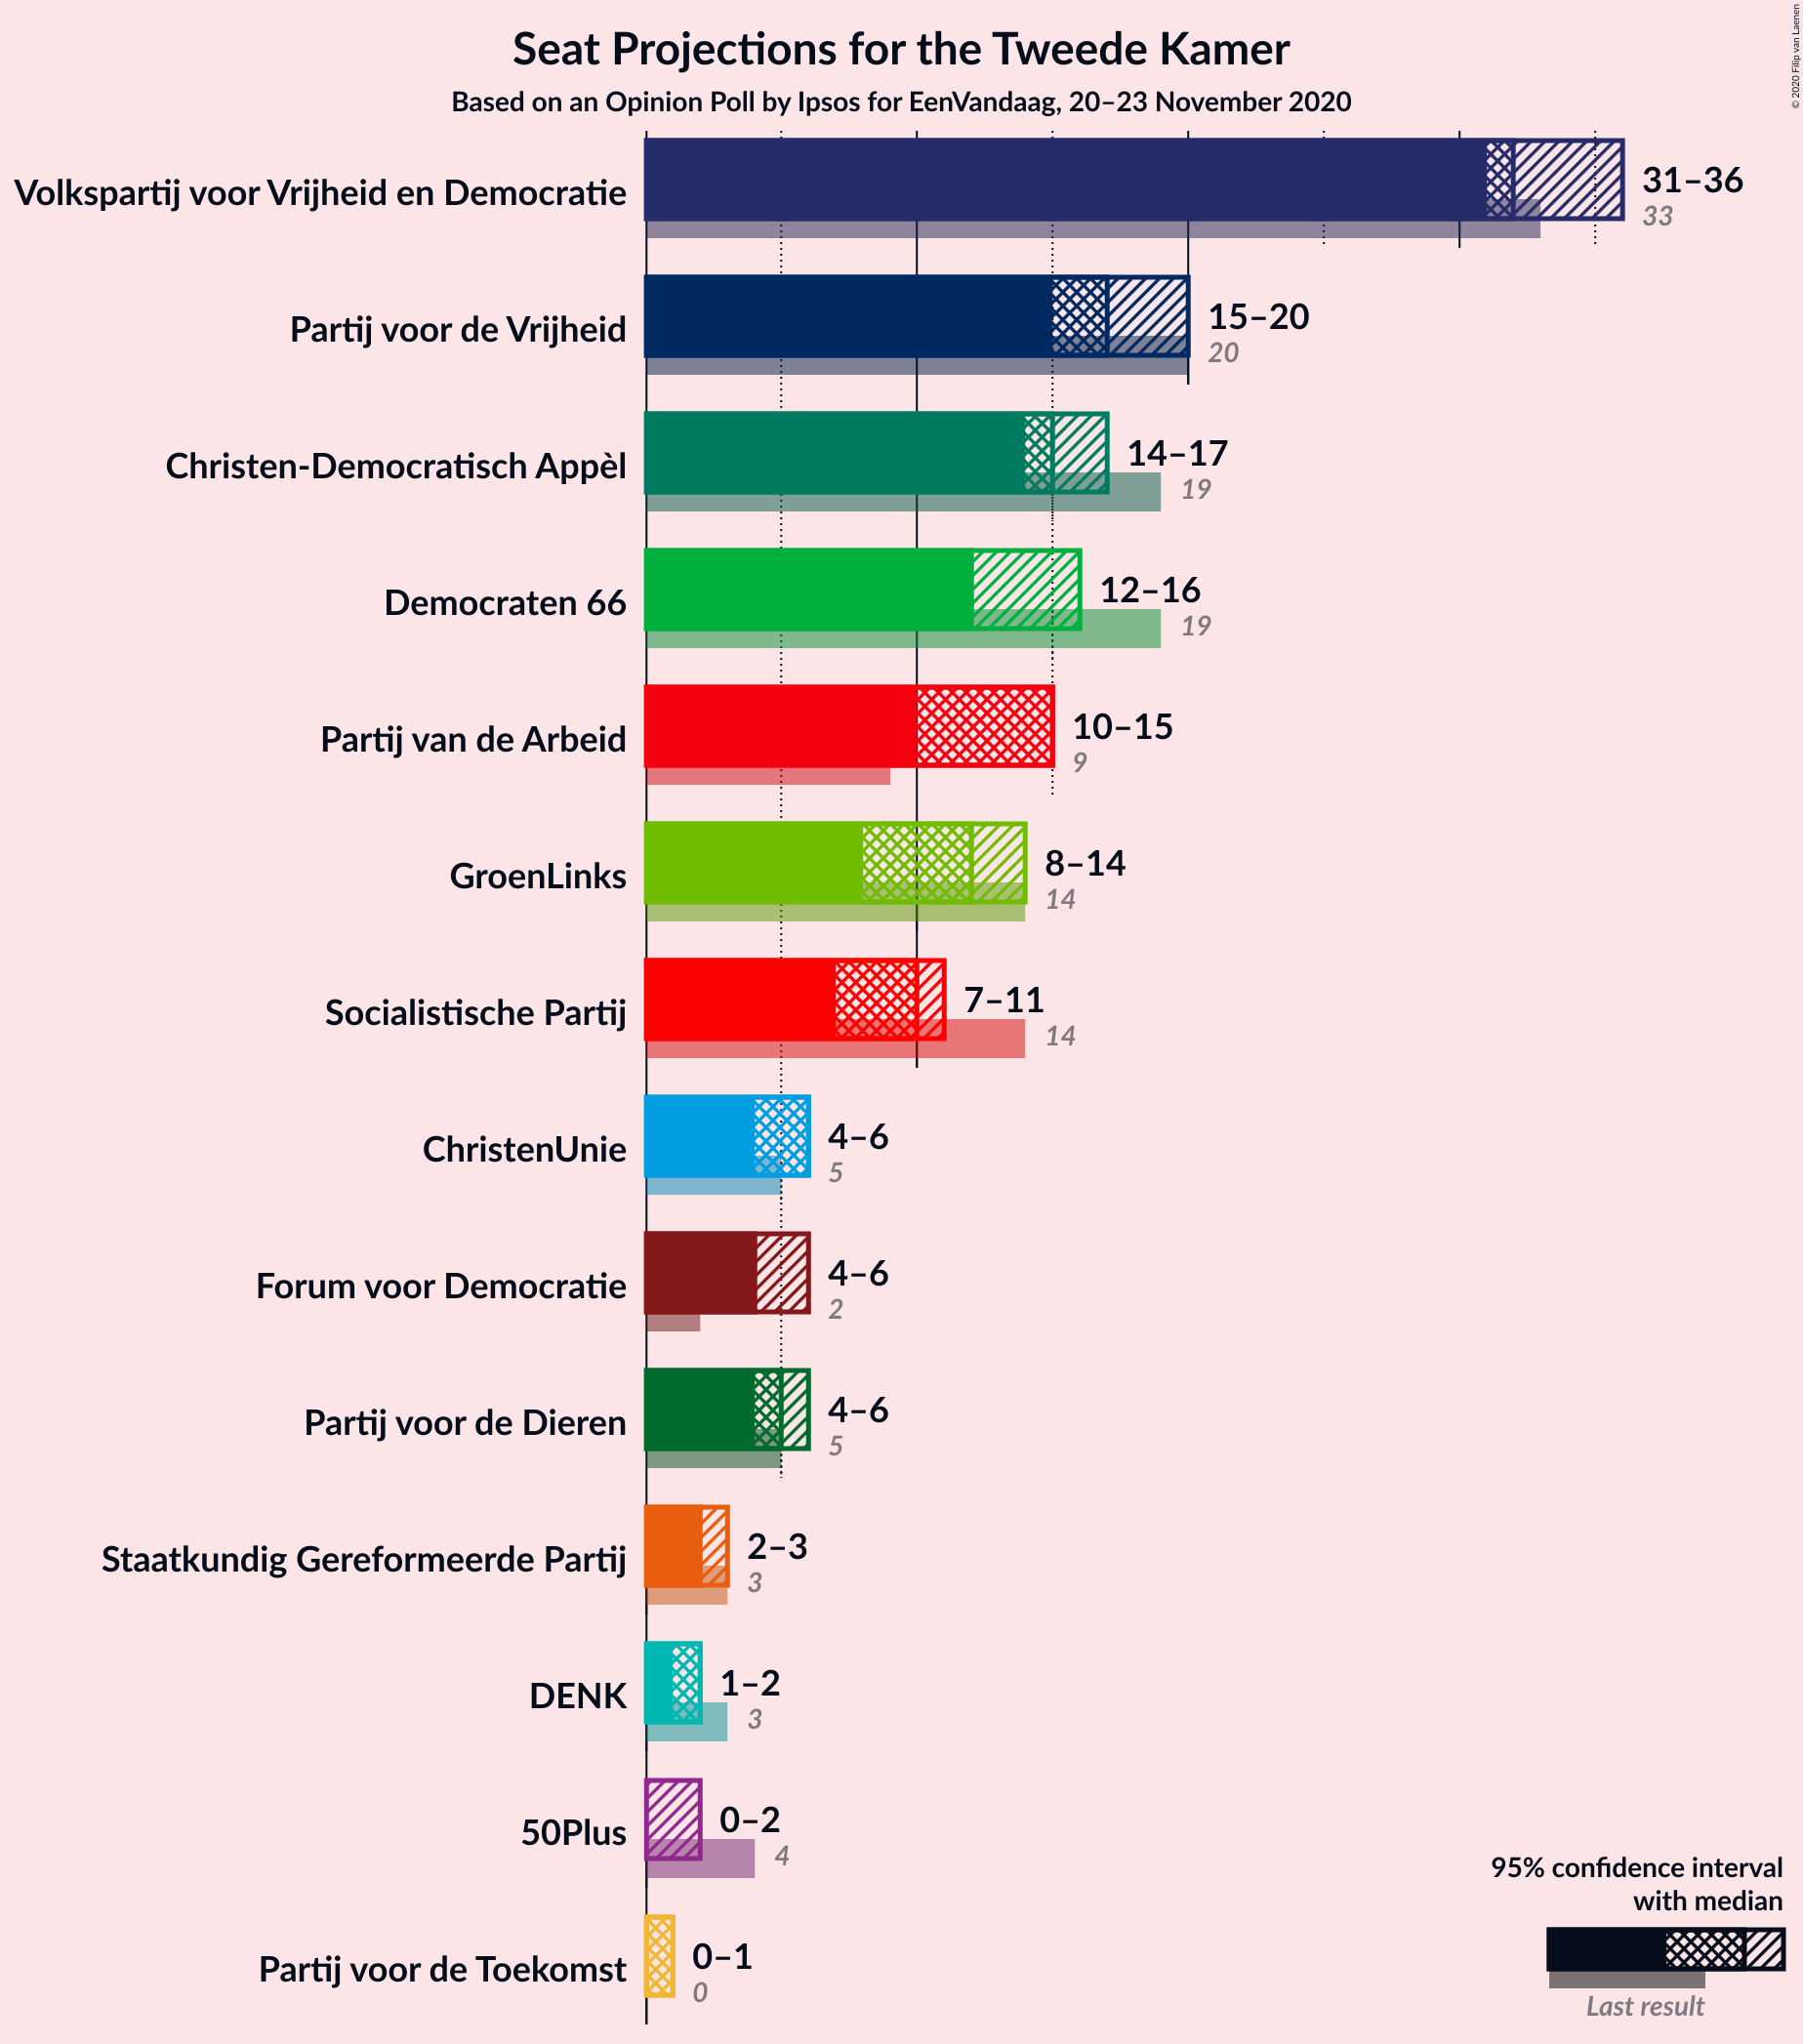 Seat Projections for the Tweede Kamer
Based on an Opinion Poll by Ipsos for EenVandaag, 20–23 November 2020
© 2020 Filip van Laenen
Volkspartij voor Vrijheid en Democratie
31–36
33
Partij voor de Vrijheid
15–20
20
Christen-Democratisch Appèl
14–17
19
Democraten 66
12–16
19
Partij van de Arbeid
10–15
9
GroenLinks
8–14
14
Socialistische Partij
7–11
14
ChristenUnie
4–6
5
Forum voor Democratie
4–6
2
Partij voor de Dieren
4–6
5
Staatkundig Gereformeerde Partij
2–3
3
DENK
1–2
3
50Plus
0–2
4
Partij voor de Toekomst
0–1
0
95% confidence interval
with median
Last result